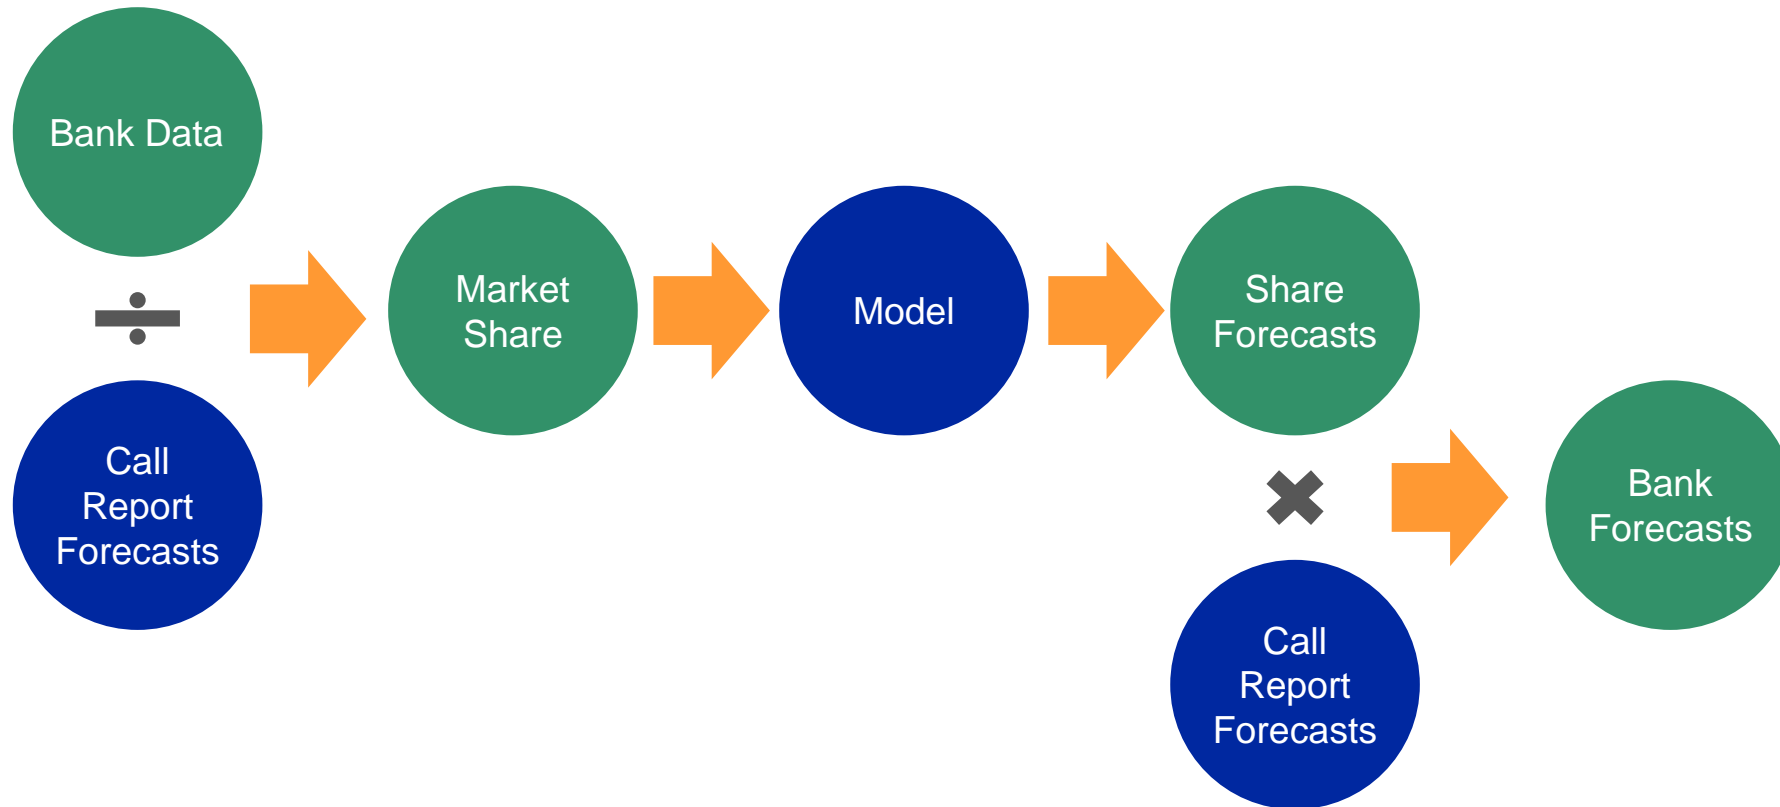 Bank Data
Call
Report
Forecasts
Market
Share
Model
Share
Forecasts
Call
Report
Forecasts
Bank
Forecasts